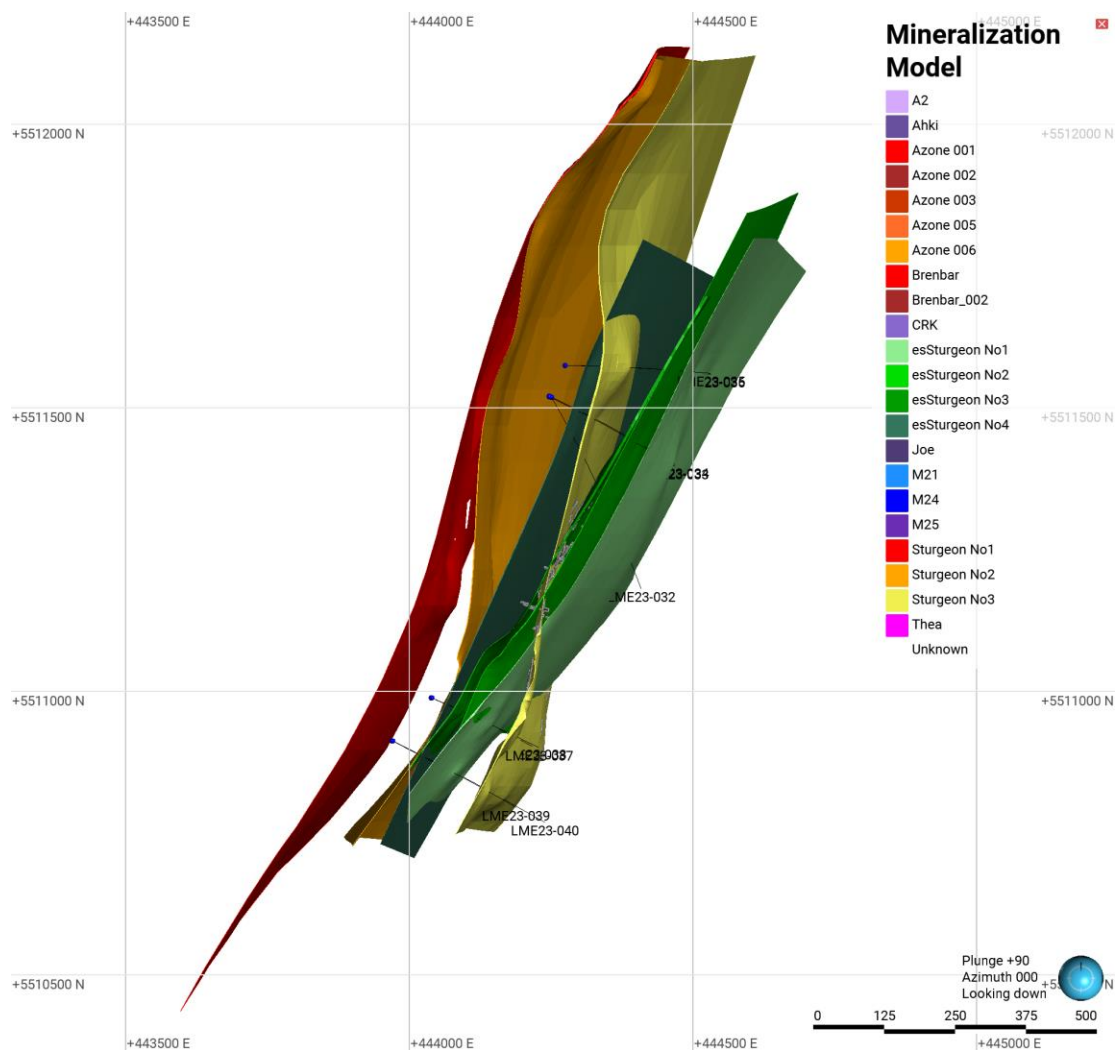 +443500 E
+444000 E
+444500 E
+445000 E
Mineralization
Model
A2
Ahki
Azone 001
Azone 002
Azone 003
Azone 005
Azone 006
Brenbar
Brenbar_002
CRK
esSturgeon No1
esSturgeon No2
esSturgeon No3
esSturgeon No4
Joe
M21
M24
M25
Sturgeon No1
Sturgeon No2
Sturgeon No3
Thea
Unknown
+5512000 N
+5512000 N
+5511500 N
+5511500 N
LME23-032
+5511000 N
+5511000 N
LME23-039
LME23-040
+5510500 N
Plunge +90
Azimuth 000
Looking down
0 125 250 375 500
+443500 E
+444000 E
+444500 E
+445000 E